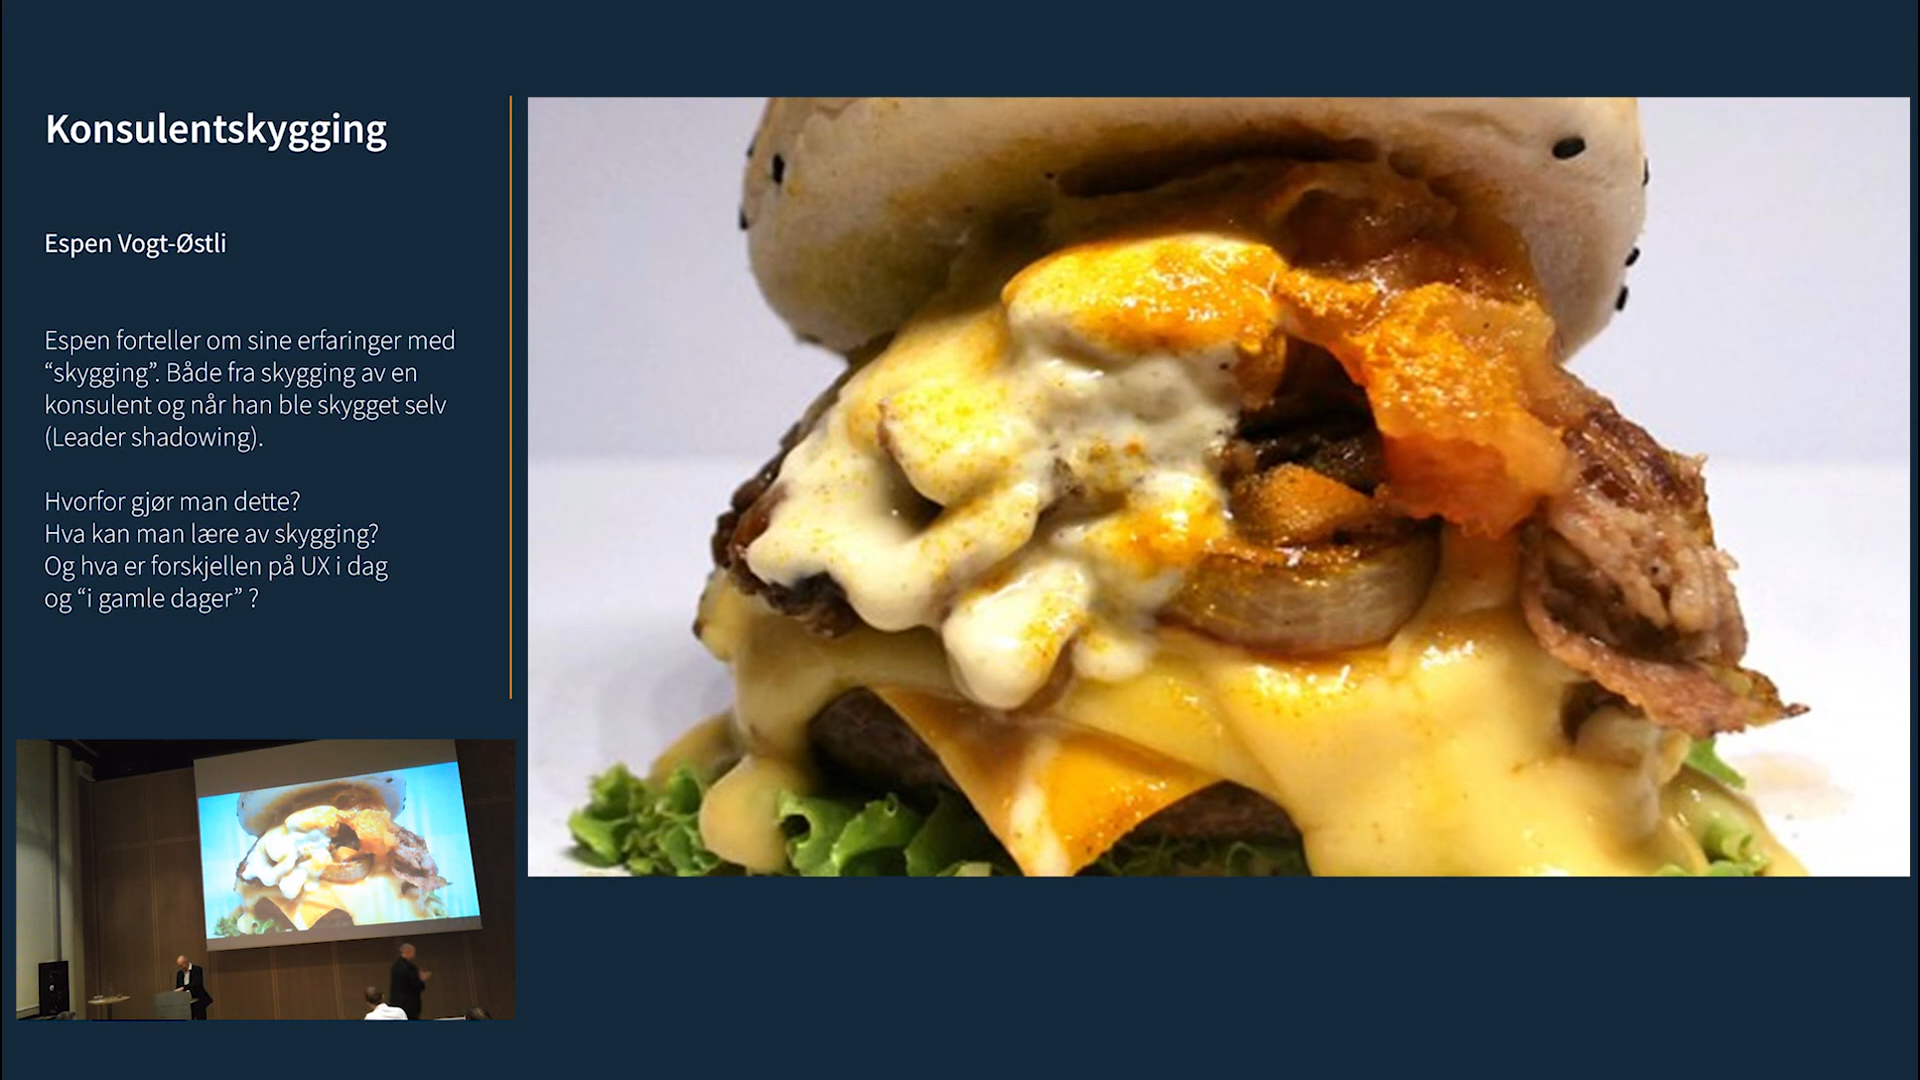 Konsulentskygging
Espen Vogt-Østli
Espen forteller om sine erfaringer med
“skygging”. Både fra skygging av en
konsulent og når han ble skygget selv
(Leader shadowing).
Hvorfor gjør man dette?
Hva kan man lære av skygging?
Og hva er forskjellen på UX i dag
og “i gamle dager” ?